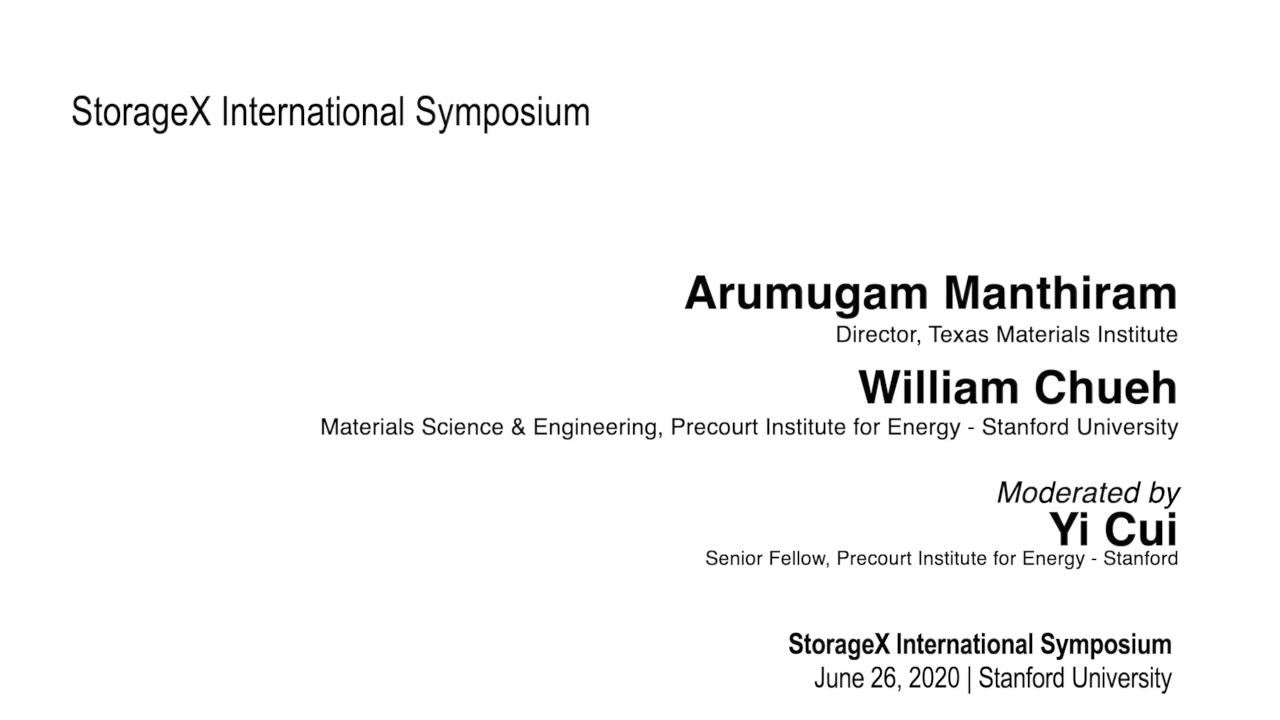 StorageX International Symposium
Arumugam Manthiram
Director, Texas Materials Institute
William Chueh
Materials Science & Engineering, Precourt Institute for Energy - Stanford University
Moderated by
Yi Cui
Senior Fellow, Precourt Institute for Energy - Stanford
StorageX International Symposium
June 26, 2020 | Stanford University